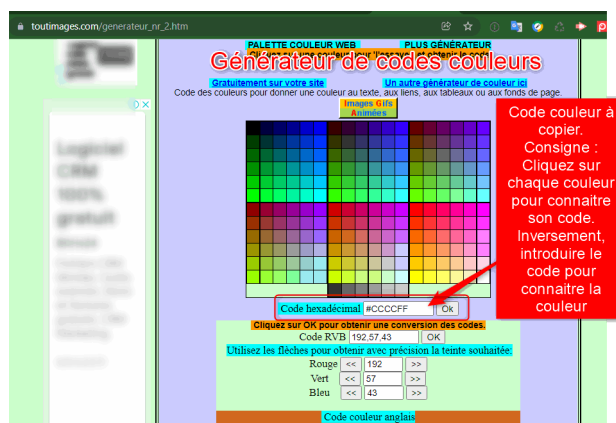 toutimages.com/generateur_nr_2.htm
PALETTE COULEUR WEB PLUS GÉNÉRATEUR
Générateur de codes couleurs
Gratuitement sur votre site Un autre générateur de couleur ici
Code des couleurs pour donner une couleur au texte, aux liens, aux tableaux ou aux fonds de page.
Images Gifs
Animées
Code couleur à
copier.
Consigne :
Cliquez sur
chaque couleur
pour connaitre
son code.
Inversement,
introduire le
code pour
connaitre la
couleur
Code hexadécimal #CCCCFF Ok
Cliquez sur OK pour obtenir une conversion des codes.
Code RVB 192,57,43 OK
Utilisez les flèches pour obtenir avec précision la teinte souhaitée:
Rouge << 192 >>
Vert << 57 >>
Bleu << 43 >>
Code couleur anglais